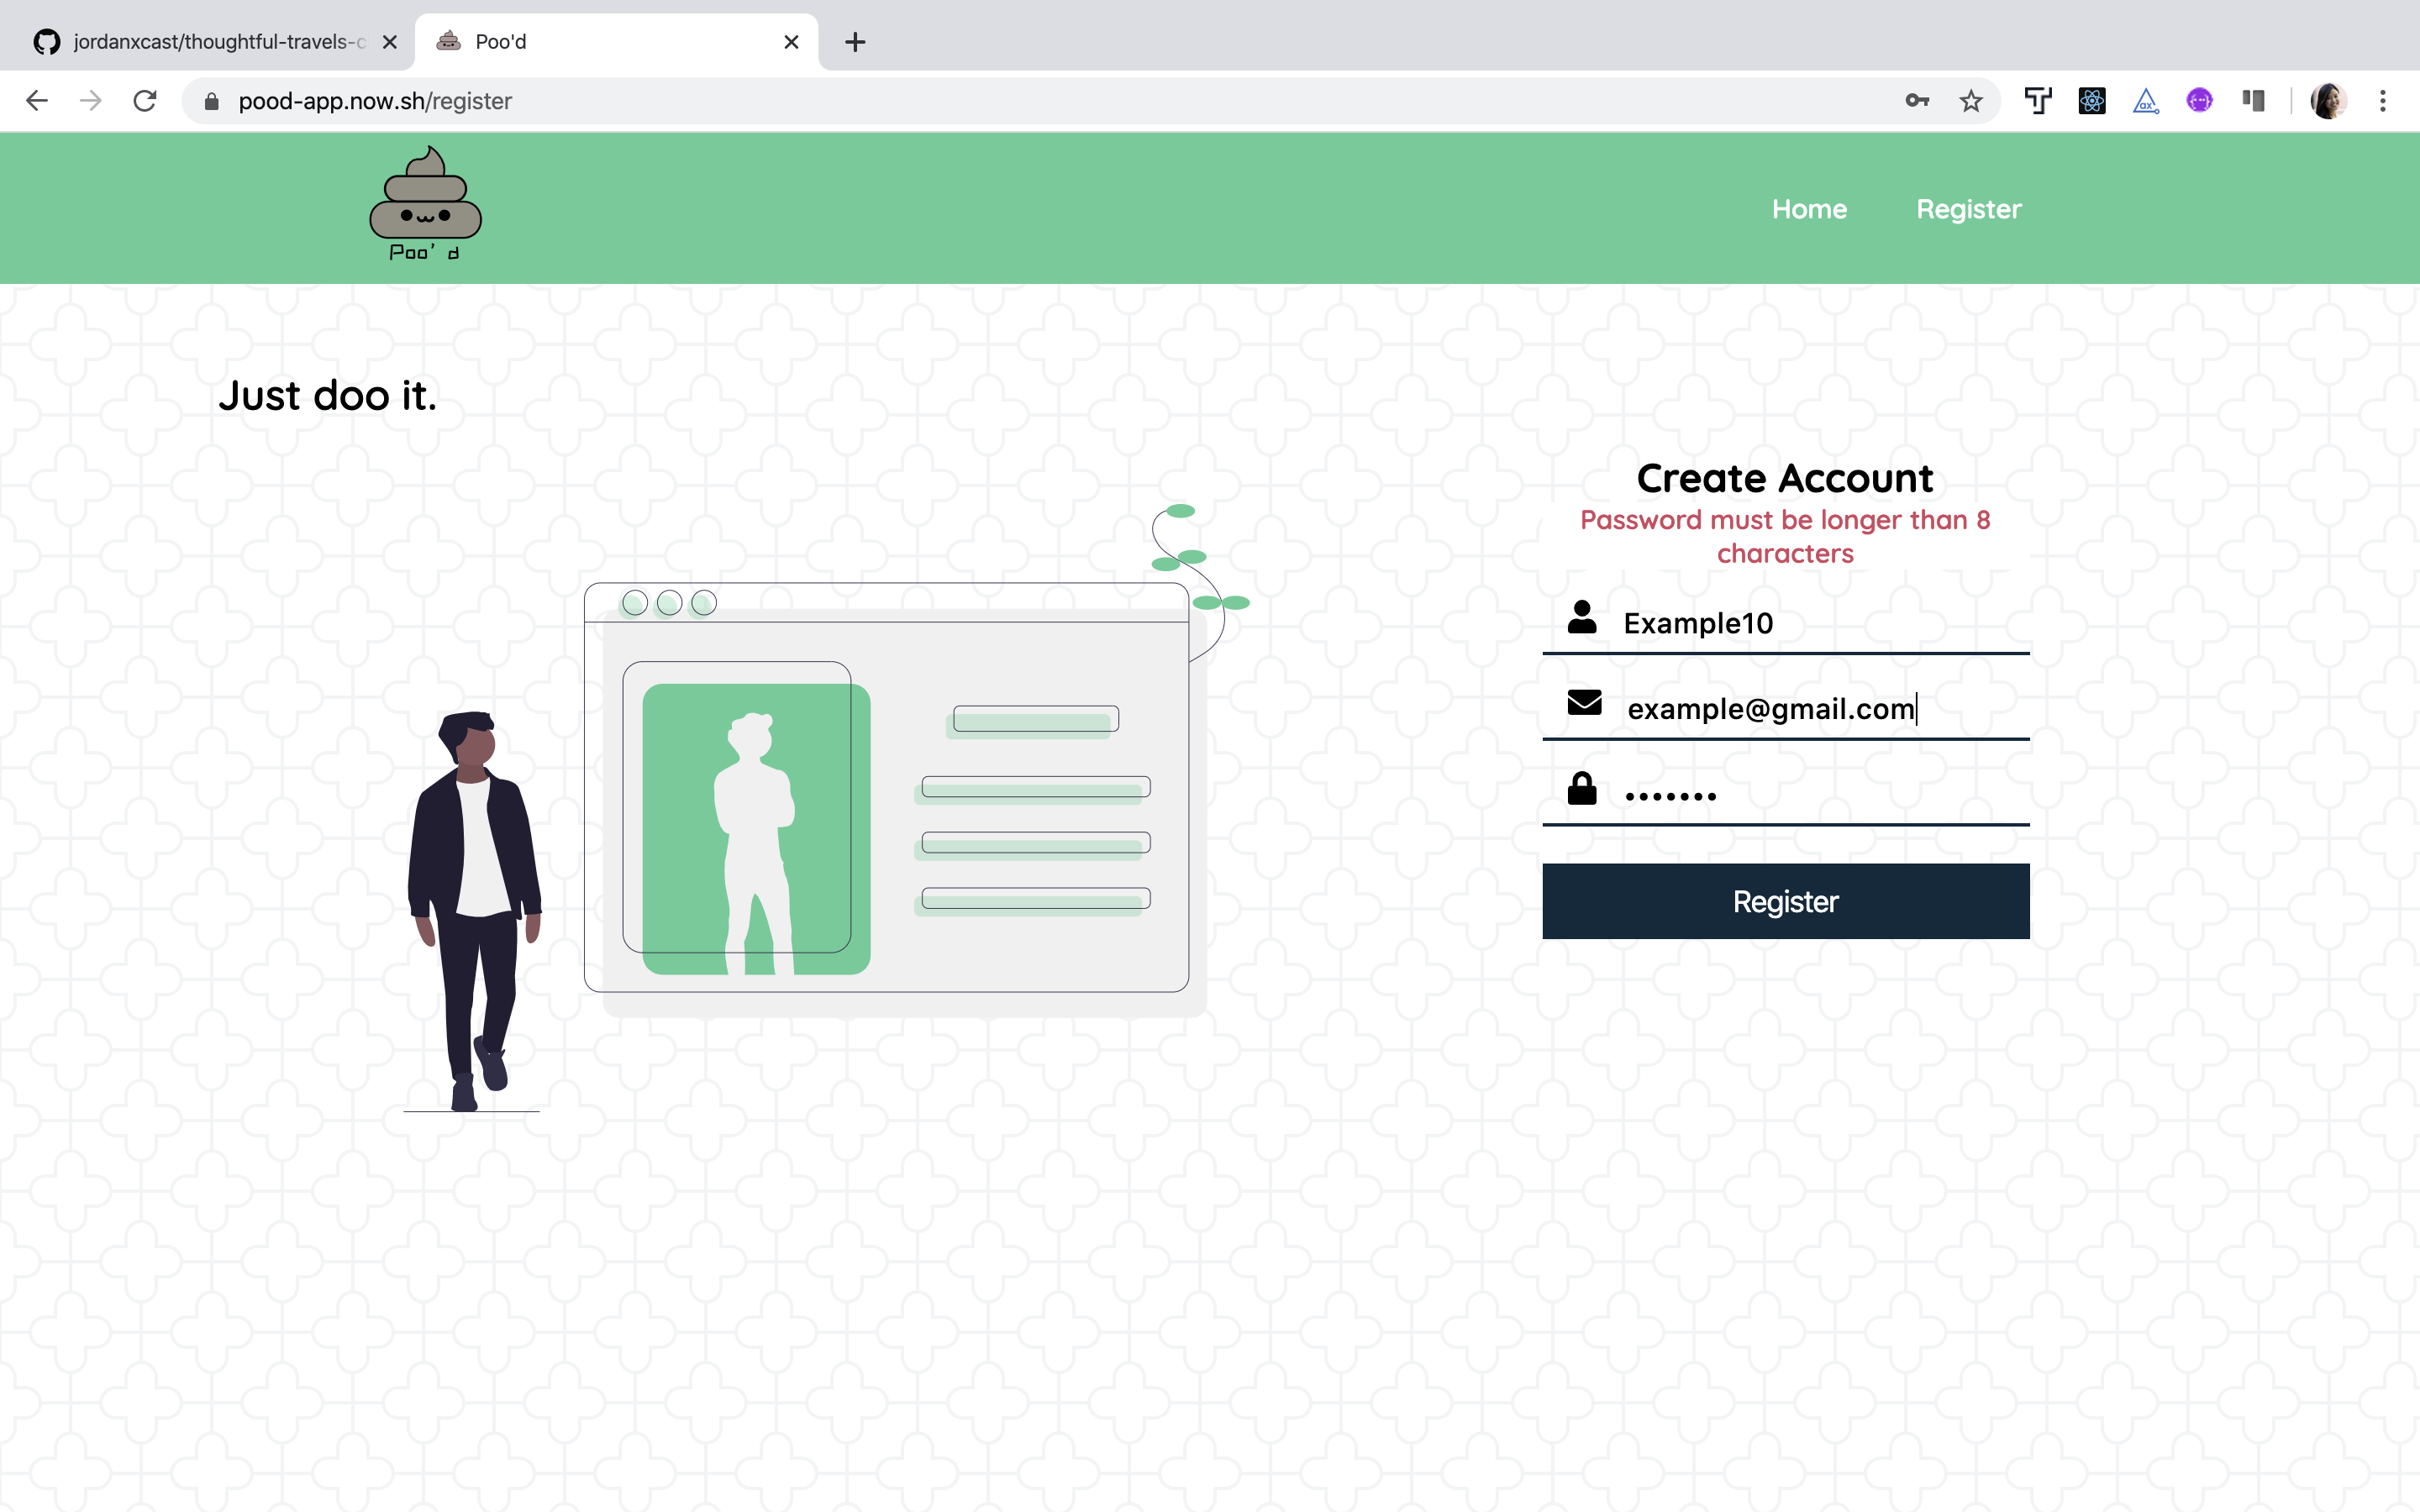 jordanxcast/thoughtful-travels-c
Poo'd
pood-app.now.sh/register
Poo'd
Home
Register
Just doo it.
Create Account
Password must be longer than 8
characters
Example10
example@gmail.com
Register